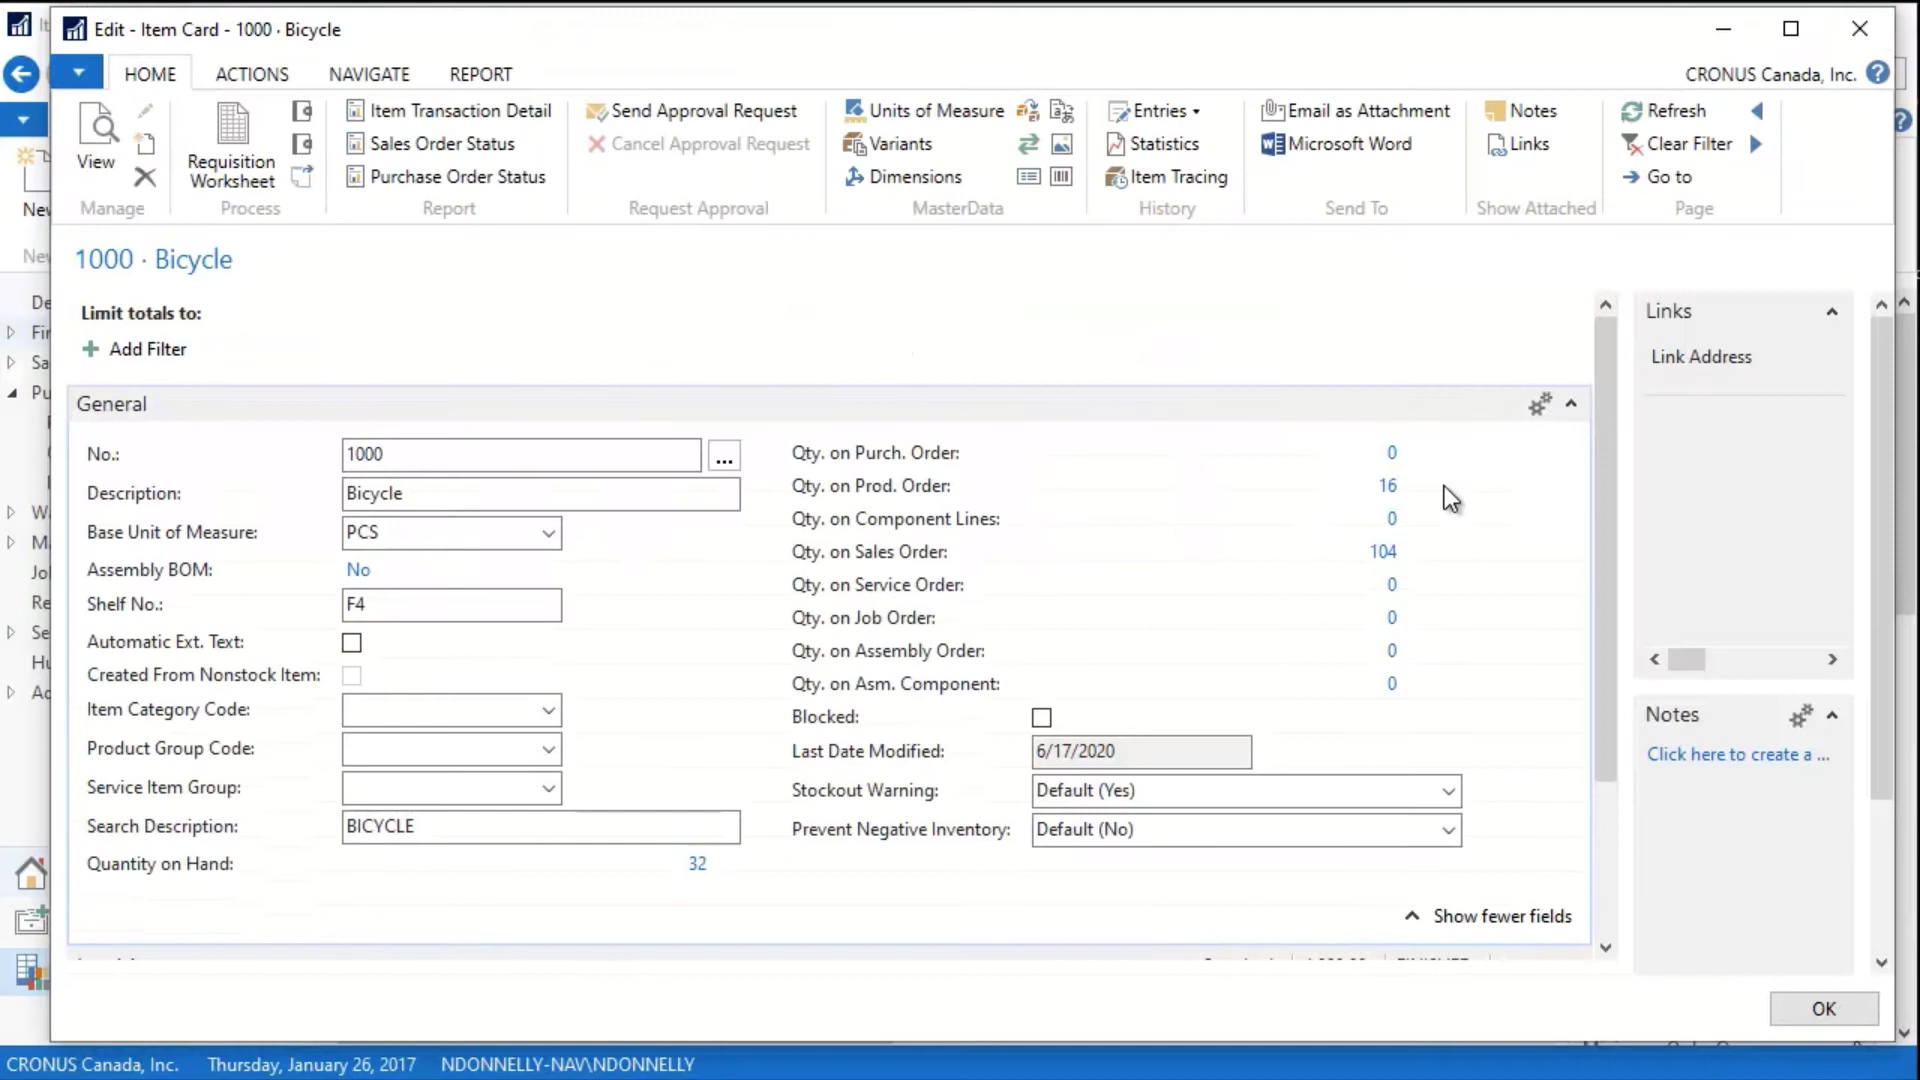 Edit - Item Card - 1000 · Bicycle
HOME ACTIONS NAVIGATE REPORT CRONUS Canada, Inc.
View
Requisition Worksheet
Item Transaction Detail
Sales Order Status
Purchase Order Status
Send Approval Request
Cancel Approval Request
Units of Measure
Variants
Dimensions
Entries
Statistics
Item Tracing
Email as Attachment
Microsoft Word
Notes
Links
Refresh
Clear Filter
Go to
Manage Process Report Request Approval MasterData History Send To Show Attached Page
1000 · Bicycle
Limit totals to:
Add Filter
General
No.: 1000 ...
Description: Bicycle
Base Unit of Measure: PCS
Assembly BOM: No
Shelf No.: F4
Automatic Ext. Text:
Created From Nonstock Item:
Item Category Code:
Product Group Code:
Service Item Group:
Search Description: BICYCLE
Quantity on Hand: 32
Qty. on Purch. Order: 0
Qty. on Prod. Order: 16
Qty. on Component Lines: 0
Qty. on Sales Order: 104
Qty. on Service Order: 0
Qty. on Job Order: 0
Qty. on Assembly Order: 0
Qty. on Asm. Component: 0
Blocked:
Last Date Modified: 6/17/2020
Stockout Warning: Default (Yes)
Prevent Negative Inventory: Default (No)
Show fewer fields
Links
Link Address
Notes
Click here to create a ...
OK
CRONUS Canada, Inc. Thursday, January 26, 2017 NDONNELLY-NAV\NDONNELLY